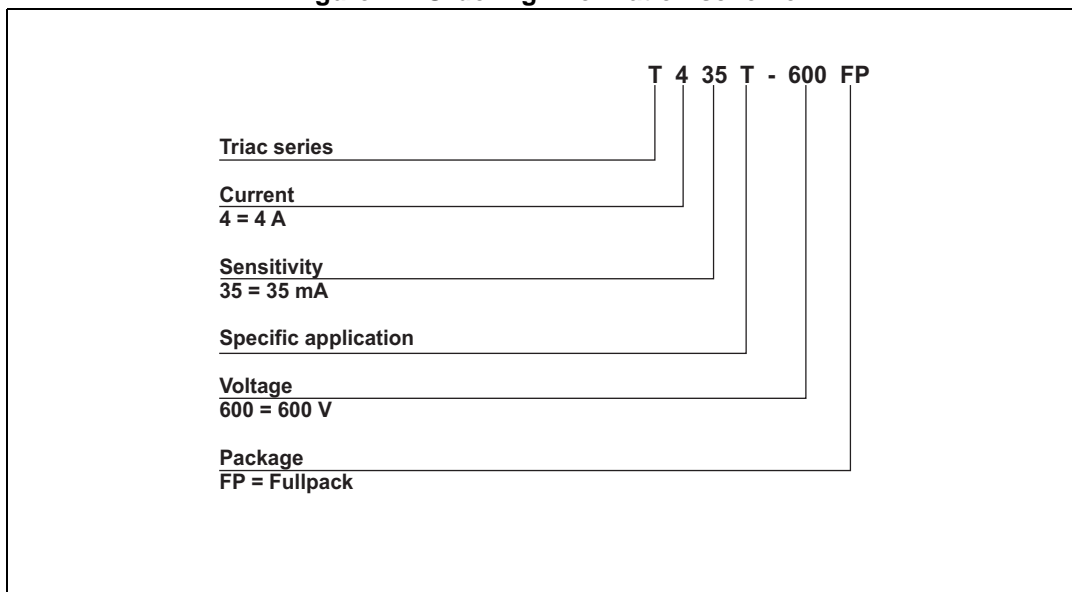 T 4 35 T - 600 FP
Triac series
Current
4 = 4 A
Sensitivity
35 = 35 mA
Specific application
Voltage
600 = 600 V
Package
FP = Fullpack